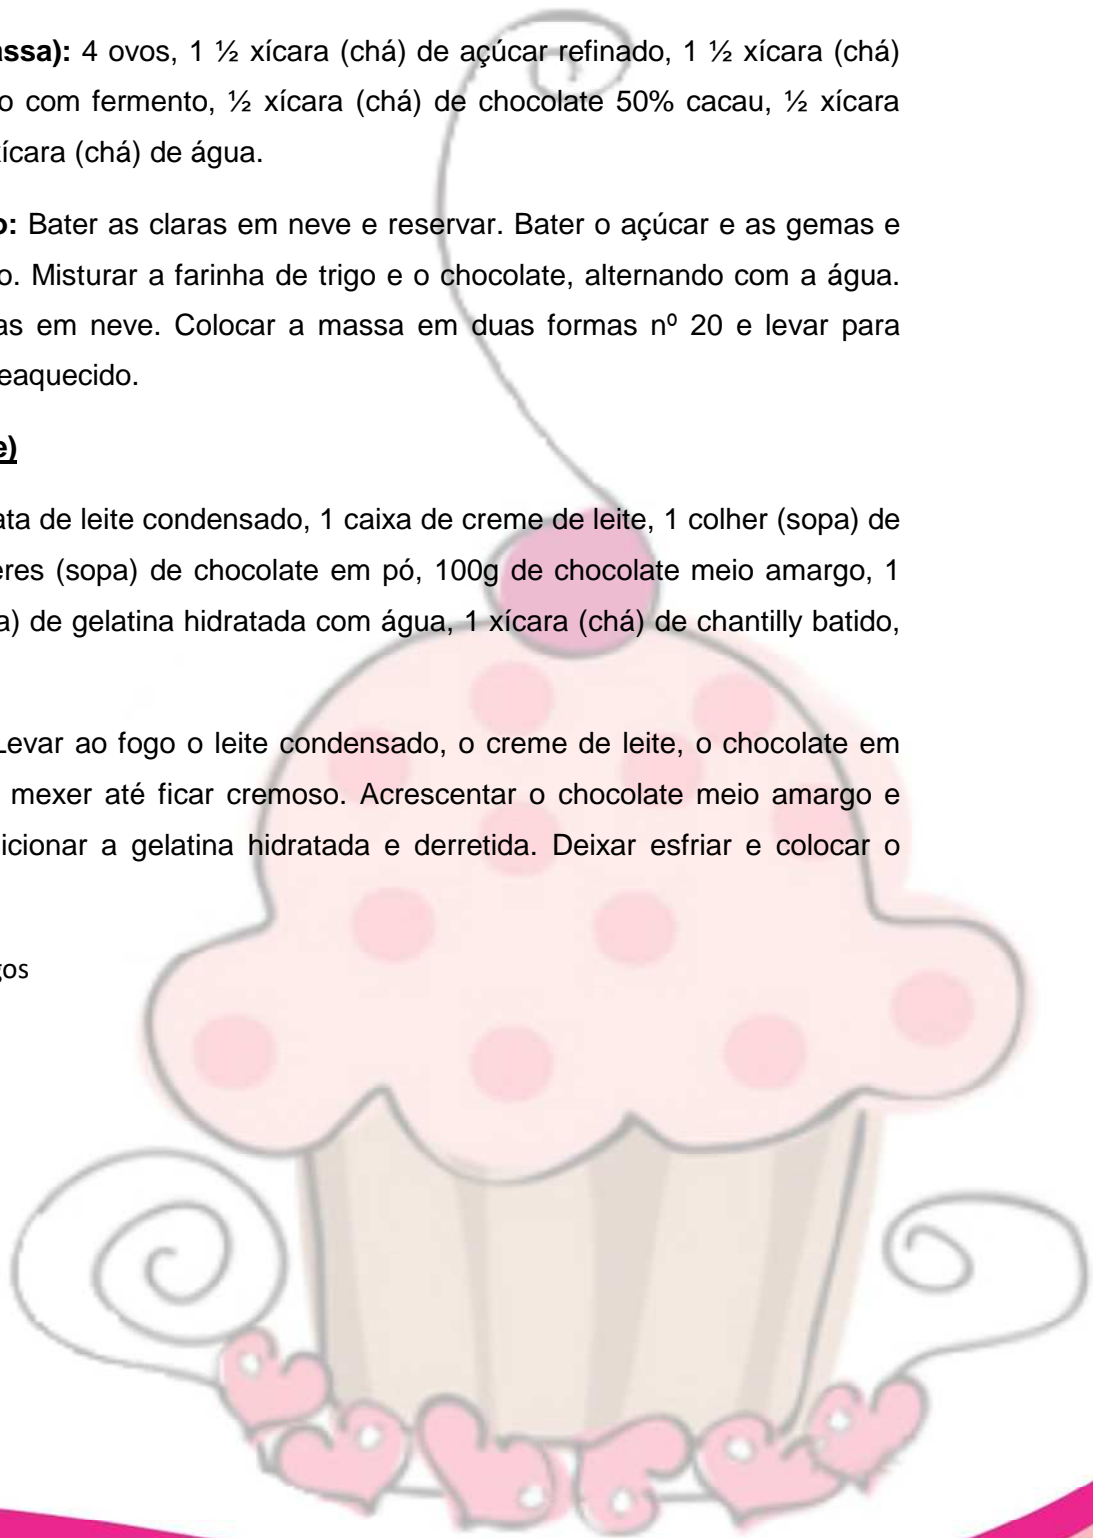 assa): 4 ovos, 1 ½ xícara (chá) de açúcar refinado, 1 ½ xícara (chá)
o com fermento, ½ xícara (chá) de chocolate 50% cacau, ½ xícara
xícara (chá) de água.
o: Bater as claras em neve e reservar. Bater o açúcar e as gemas e
o. Misturar a farinha de trigo e o chocolate, alternando com a água.
as em neve. Colocar a massa em duas formas nº 20 e levar para
eaquecido.
e)
ata de leite condensado, 1 caixa de creme de leite, 1 colher (sopa) de
eres (sopa) de chocolate em pó, 100g de chocolate meio amargo, 1
a) de gelatina hidratada com água, 1 xícara (chá) de chantilly batido,
Levar ao fogo o leite condensado, o creme de leite, o chocolate em
mexer até ficar cremoso. Acrescentar o chocolate meio amargo e
icionar a gelatina hidratada e derretida. Deixar esfriar e colocar o
gos